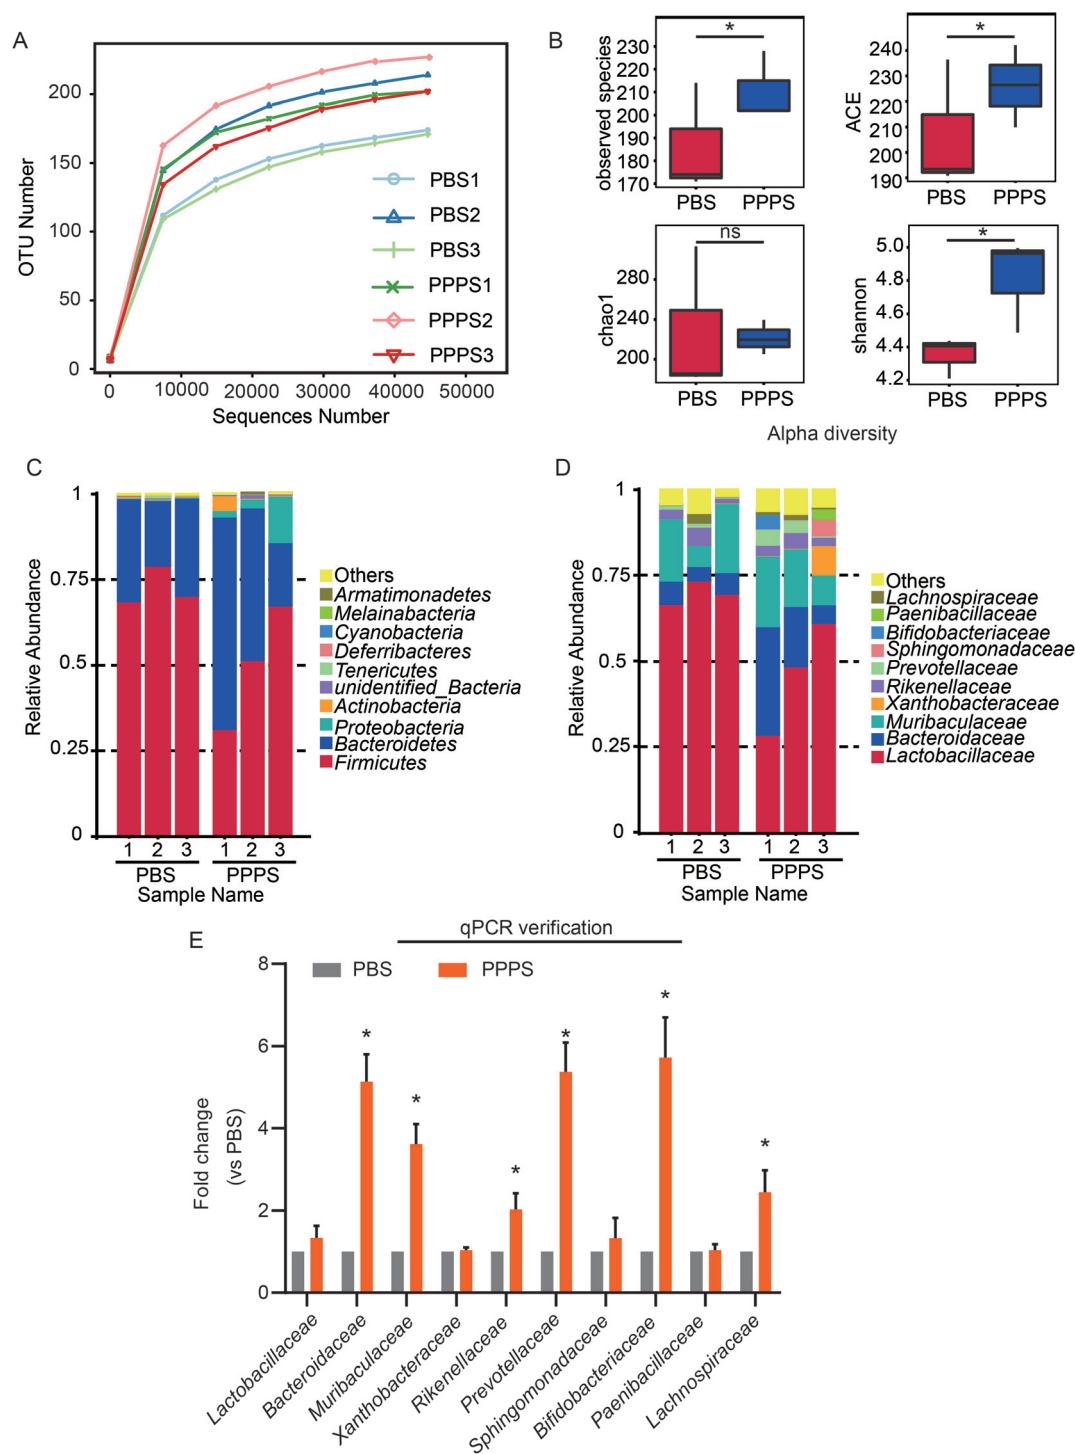 A
OTU Number
200
150
100
50
0
0
10000
20000
30000
40000
50000
Sequences Number
PBS1
PBS2
PBS3
PPPS1
PPPS2
PPPS3
B
observed species
230
220
210
200
190
180
170
*
PBS
PPPS
ACE
240
230
220
210
200
190
*
PBS
PPPS
chao1
280
240
200
ns
PBS
PPPS
shannon
5.0
4.8
4.6
4.4
4.2
*
PBS
PPPS
Alpha diversity
C
Relative Abundance
1
0.75
0.5
0.25
0
1 2 3
1 2 3
PBS
PPPS
Sample Name
Others
Armatimonadetes
Melainabacteria
Cyanobacteria
Deferribacteres
Tenericutes
unidentified_Bacteria
Actinobacteria
Proteobacteria
Bacteroidetes
Firmicutes
D
Relative Abundance
1
0.75
0.5
0.25
0
1 2 3
1 2 3
PBS
PPPS
Sample Name
Others
Lachnospiraceae
Paenibacillaceae
Bifidobacteriaceae
Sphingomonadaceae
Prevotellaceae
Rikenellaceae
Xanthobacteraceae
Muribaculaceae
Bacteroidaceae
Lactobacillaceae
E
qPCR verification
PBS
PPPS
Fold change
(vs PBS)
8
6
4
2
0
*
*
*
*
*
*
Lactobacillaceae
Bacteroidaceae
Muribaculaceae
Xanthobacteraceae
Rikenellaceae
Prevotellaceae
Sphingomonadaceae
Bifidobacteriaceae
Paenibacillaceae
Lachnospiraceae